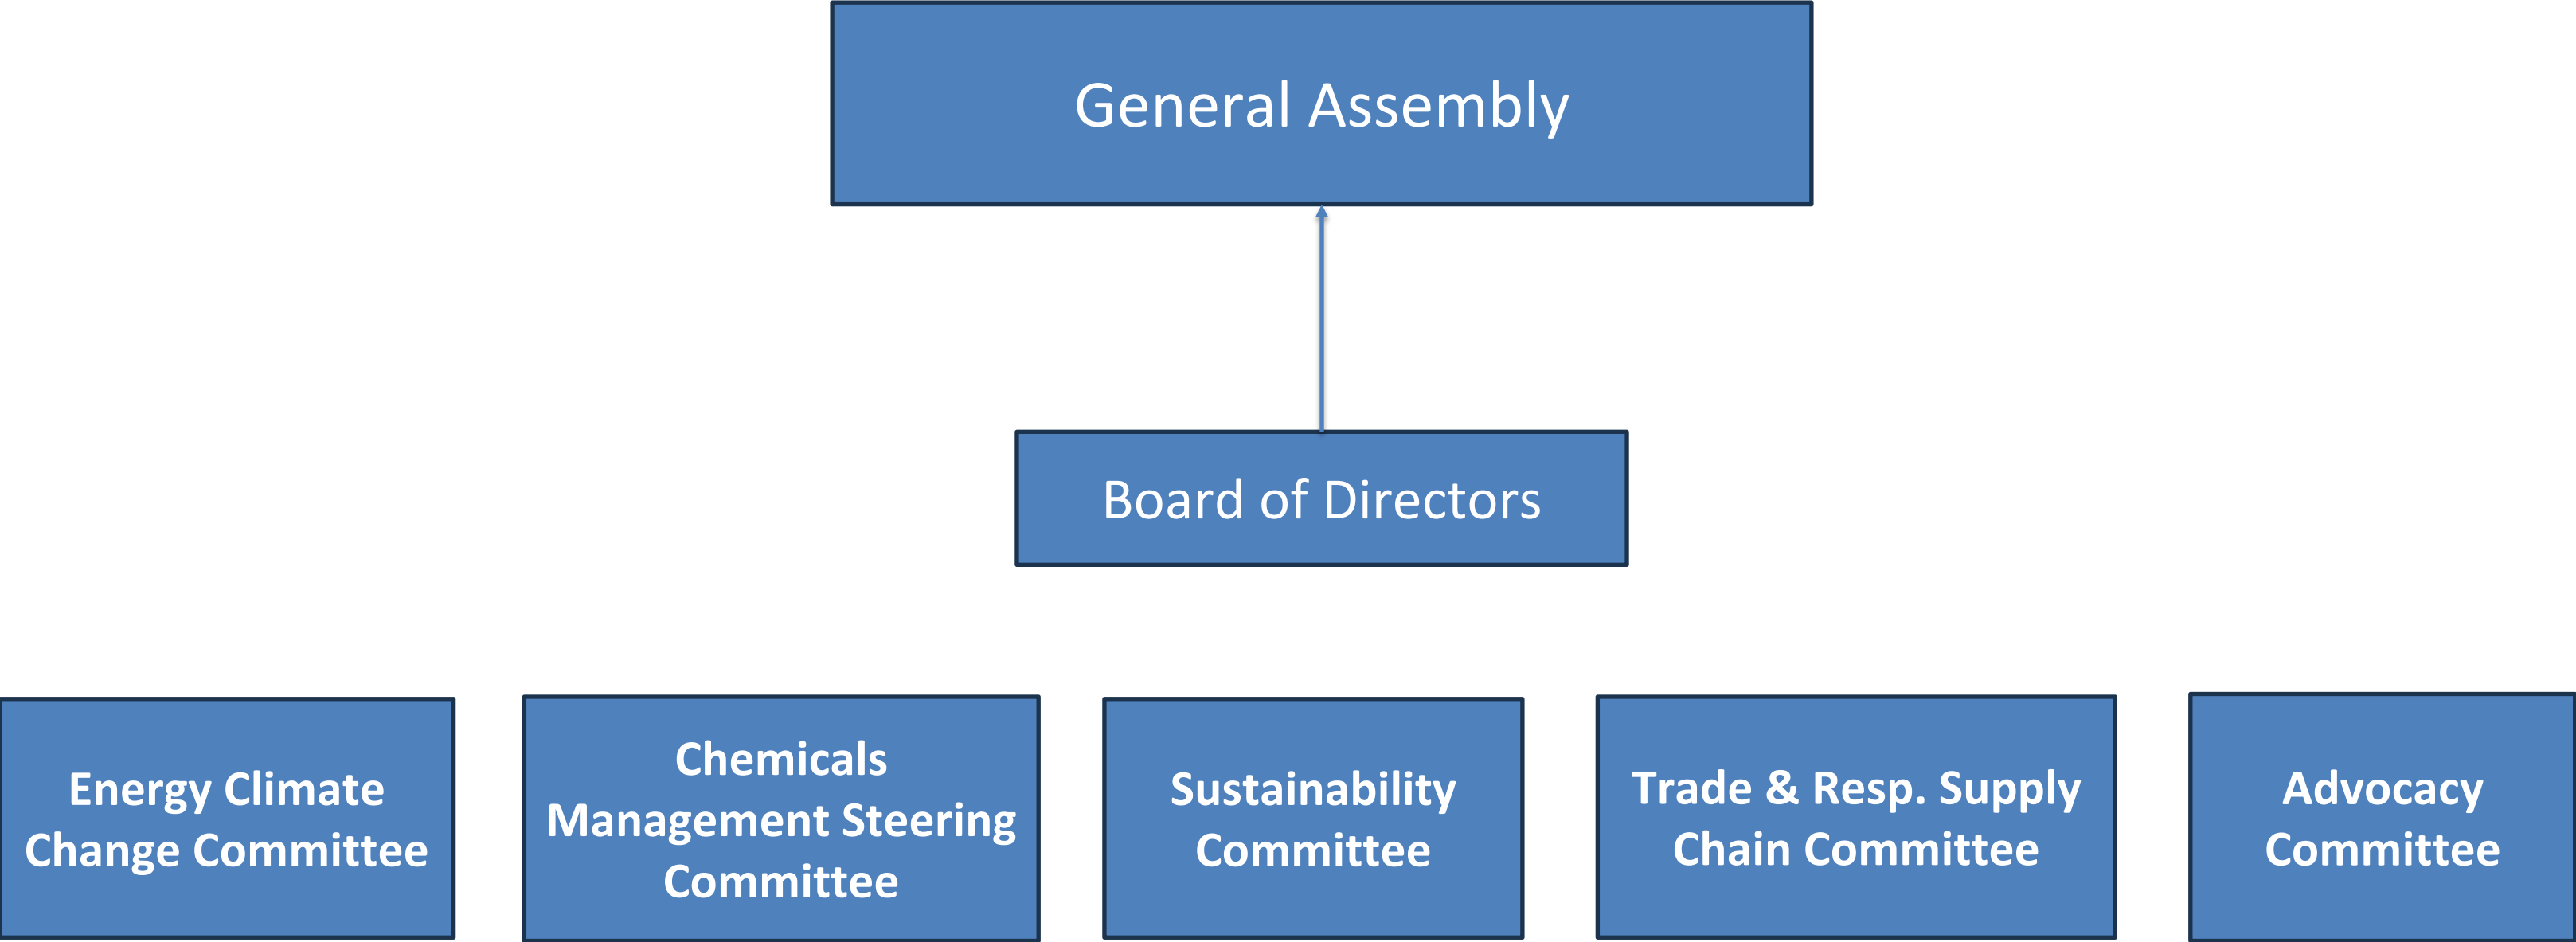 General Assembly
Board of Directors
Energy Climate
Change Committee
Chemicals
Management Steering
Committee
Sustainability
Committee
Trade & Resp. Supply
Chain Committee
Advocacy
Committee